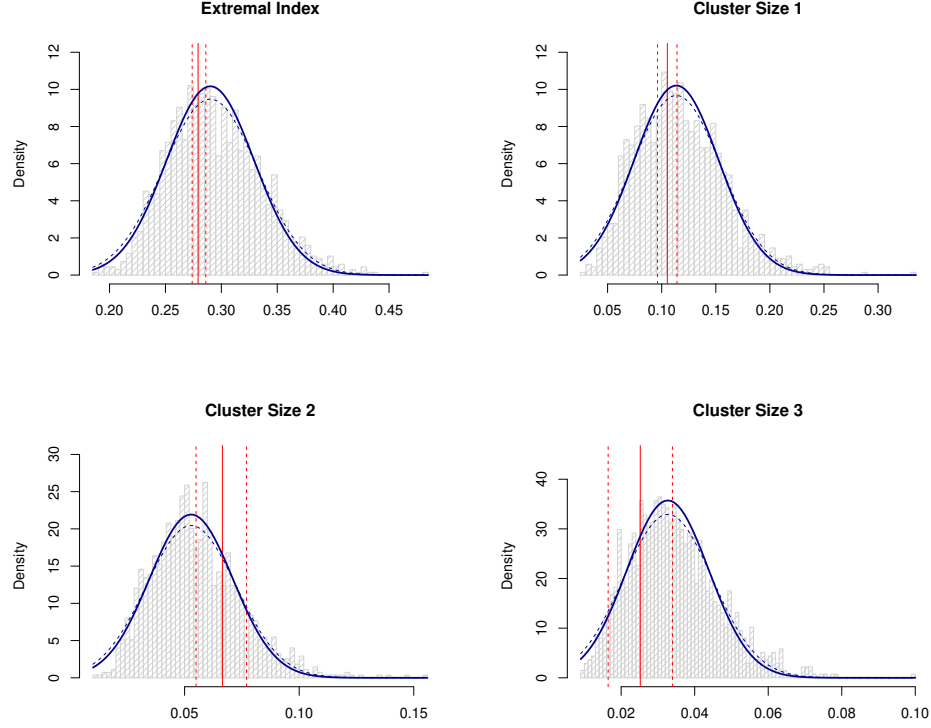 Extremal Index
Density
0 2 4 6 8 10 12
0.20 0.25 0.30 0.35 0.40 0.45
Cluster Size 1
Density
0 2 4 6 8 10 12
0.05 0.10 0.15 0.20 0.25 0.30
Cluster Size 2
Density
0 5 10 15 20 25 30
0.05 0.10 0.15
Cluster Size 3
Density
0 10 20 30 40
0.02 0.04 0.06 0.08 0.10